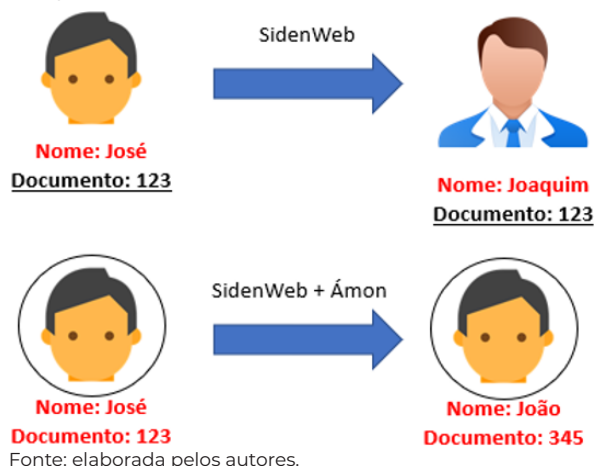 SidenWeb
Nome: José
Documento: 123
Nome: Joaquim
Documento: 123
SidenWeb + Ámon
Nome: José
Documento: 123
Nome: João
Documento: 345
Fonte: elaborada pelos autores.